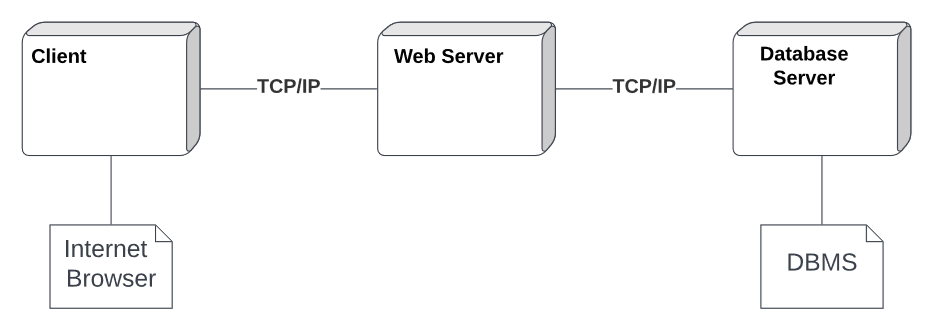 Client
Web Server
Database
Server
TCP/IP
TCP/IP
Internet
Browser
DBMS